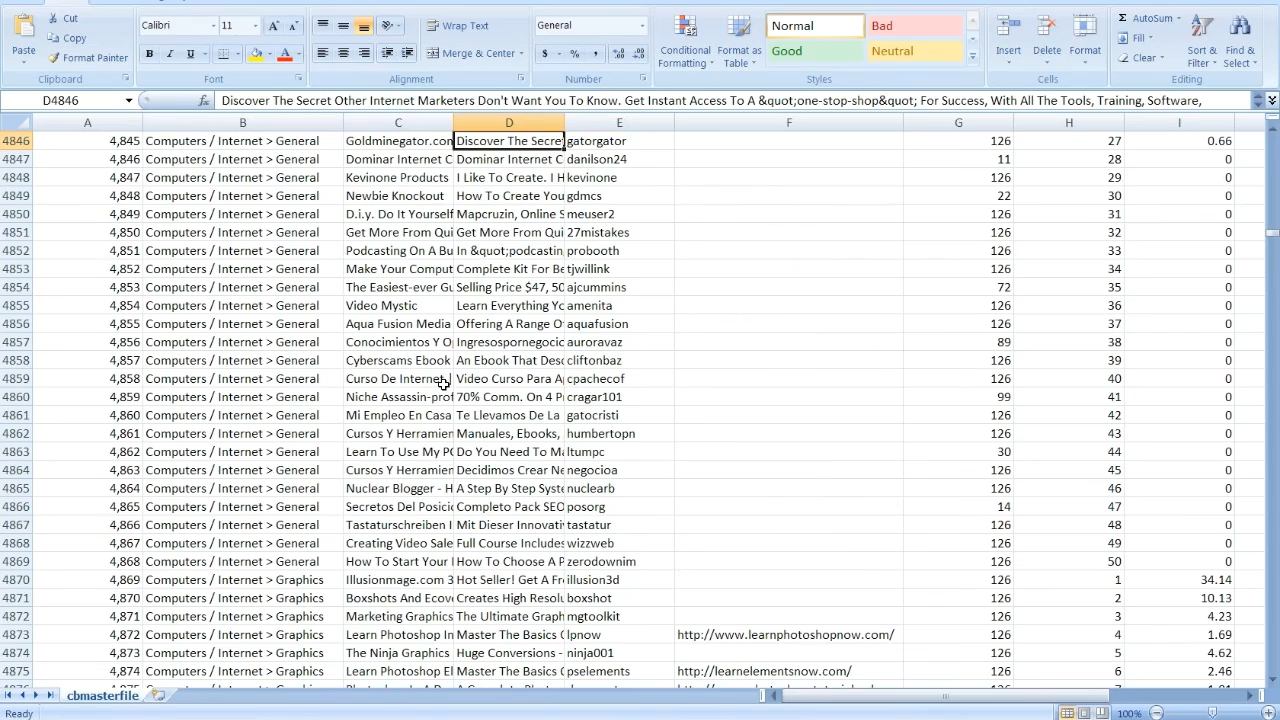 Cut
Copy
Format Painter
Paste
Clipboard
Calibri 11
B I U
Font
Wrap Text
Merge & Center
Alignment
General
$ % ,
Number
Conditional Formatting
Format as Table
Normal Bad
Good Neutral
Styles
Insert Delete Format
Cells
Σ AutoSum
Fill
Clear
Sort & Filter
Find & Select
Editing
D4846 fx Discover The Secret Other Internet Marketers Don't Want You To Know. Get Instant Access To A &quot;one-stop-shop&quot; For Success, With All The Tools, Training, Software,
A B C D E F G H I
4846 4,845 Computers / Internet > General Goldminegator.con Discover The Secre gatorgator 126 27 0.66
4847 4,846 Computers / Internet > General Dominar Internet C Dominar Internet C danilson24 11 28 0
4848 4,847 Computers / Internet > General Kevinone Products I Like To Create. I H kevinone 126 29 0
4849 4,848 Computers / Internet > General Newbie Knockout How To Create You gdmcs 22 30 0
4850 4,849 Computers / Internet > General D.i.y. Do It Yourself Mapcruzin, Online S meuser2 126 31 0
4851 4,850 Computers / Internet > General Get More From Qui Get More From Qui 27mistakes 126 32 0
4852 4,851 Computers / Internet > General Podcasting On A Bu In &quot;podcastin probooth 126 33 0
4853 4,852 Computers / Internet > General Make Your Comput Complete Kit For Be tjwillink 126 34 0
4854 4,853 Computers / Internet > General The Easiest-ever Gu Selling Price $47, 50 ajcummins 72 35 0
4855 4,854 Computers / Internet > General Video Mystic Learn Everything Yo amenita 126 36 0
4856 4,855 Computers / Internet > General Aqua Fusion Media Offering A Range O aquafusion 126 37 0
4857 4,856 Computers / Internet > General Conocimientos Y O Ingresospornegoci auroravaz 89 38 0
4858 4,857 Computers / Internet > General Cyberscams Ebook An Ebook That Desc cliftonbaz 126 39 0
4859 4,858 Computers / Internet > General Curso De Internet Video Curso Para A cpachecof 126 40 0
4860 4,859 Computers / Internet > General Niche Assassin-prof 70% Comm. On 4 P cragar101 99 41 0
4861 4,860 Computers / Internet > General Mi Empleo En Casa Te Llevamos De La gatocristi 126 42 0
4862 4,861 Computers / Internet > General Cursos Y Herramien Manuales, Ebooks, humbertopn 126 43 0
4863 4,862 Computers / Internet > General Learn To Use My PC Do You Need To Ma ltumpc 30 44 0
4864 4,863 Computers / Internet > General Cursos Y Herramien Decidimos Crear Ne negocioa 126 45 0
4865 4,864 Computers / Internet > General Nuclear Blogger - H A Step By Step Syste nuclearb 126 46 0
4866 4,865 Computers / Internet > General Secretos Del Posicio Completo Pack SEO posorg 14 47 0
4867 4,866 Computers / Internet > General Tastaturschreiben I Mit Dieser Innovati tastatur 126 48 0
4868 4,867 Computers / Internet > General Creating Video Sale Full Course Includes wizzweb 126 49 0
4869 4,868 Computers / Internet > General How To Start Your How To Choose A P zerodownim 126 50 0
4870 4,869 Computers / Internet > Graphics Illusionmage.com 3 Hot Seller! Get A Fr illusion3d 126 1 34.14
4871 4,870 Computers / Internet > Graphics Boxshots And Ecov Creates High Resolu boxshot 126 2 10.13
4872 4,871 Computers / Internet > Graphics Marketing Graphics The Ultimate Graph mgtoolkit 126 3 4.23
4873 4,872 Computers / Internet > Graphics Learn Photoshop In Master The Basics O lpnow http://www.learnphotoshopnow.com/ 126 4 1.69
4874 4,873 Computers / Internet > Graphics The Ninja Graphics Huge Conversions - ninja001 126 5 4.62
4875 4,874 Computers / Internet > Graphics Learn Photoshop El Master The Basics O pselements http://learnelementsnow.com/ 126 6 2.46
cbmasterfile
Ready 100%